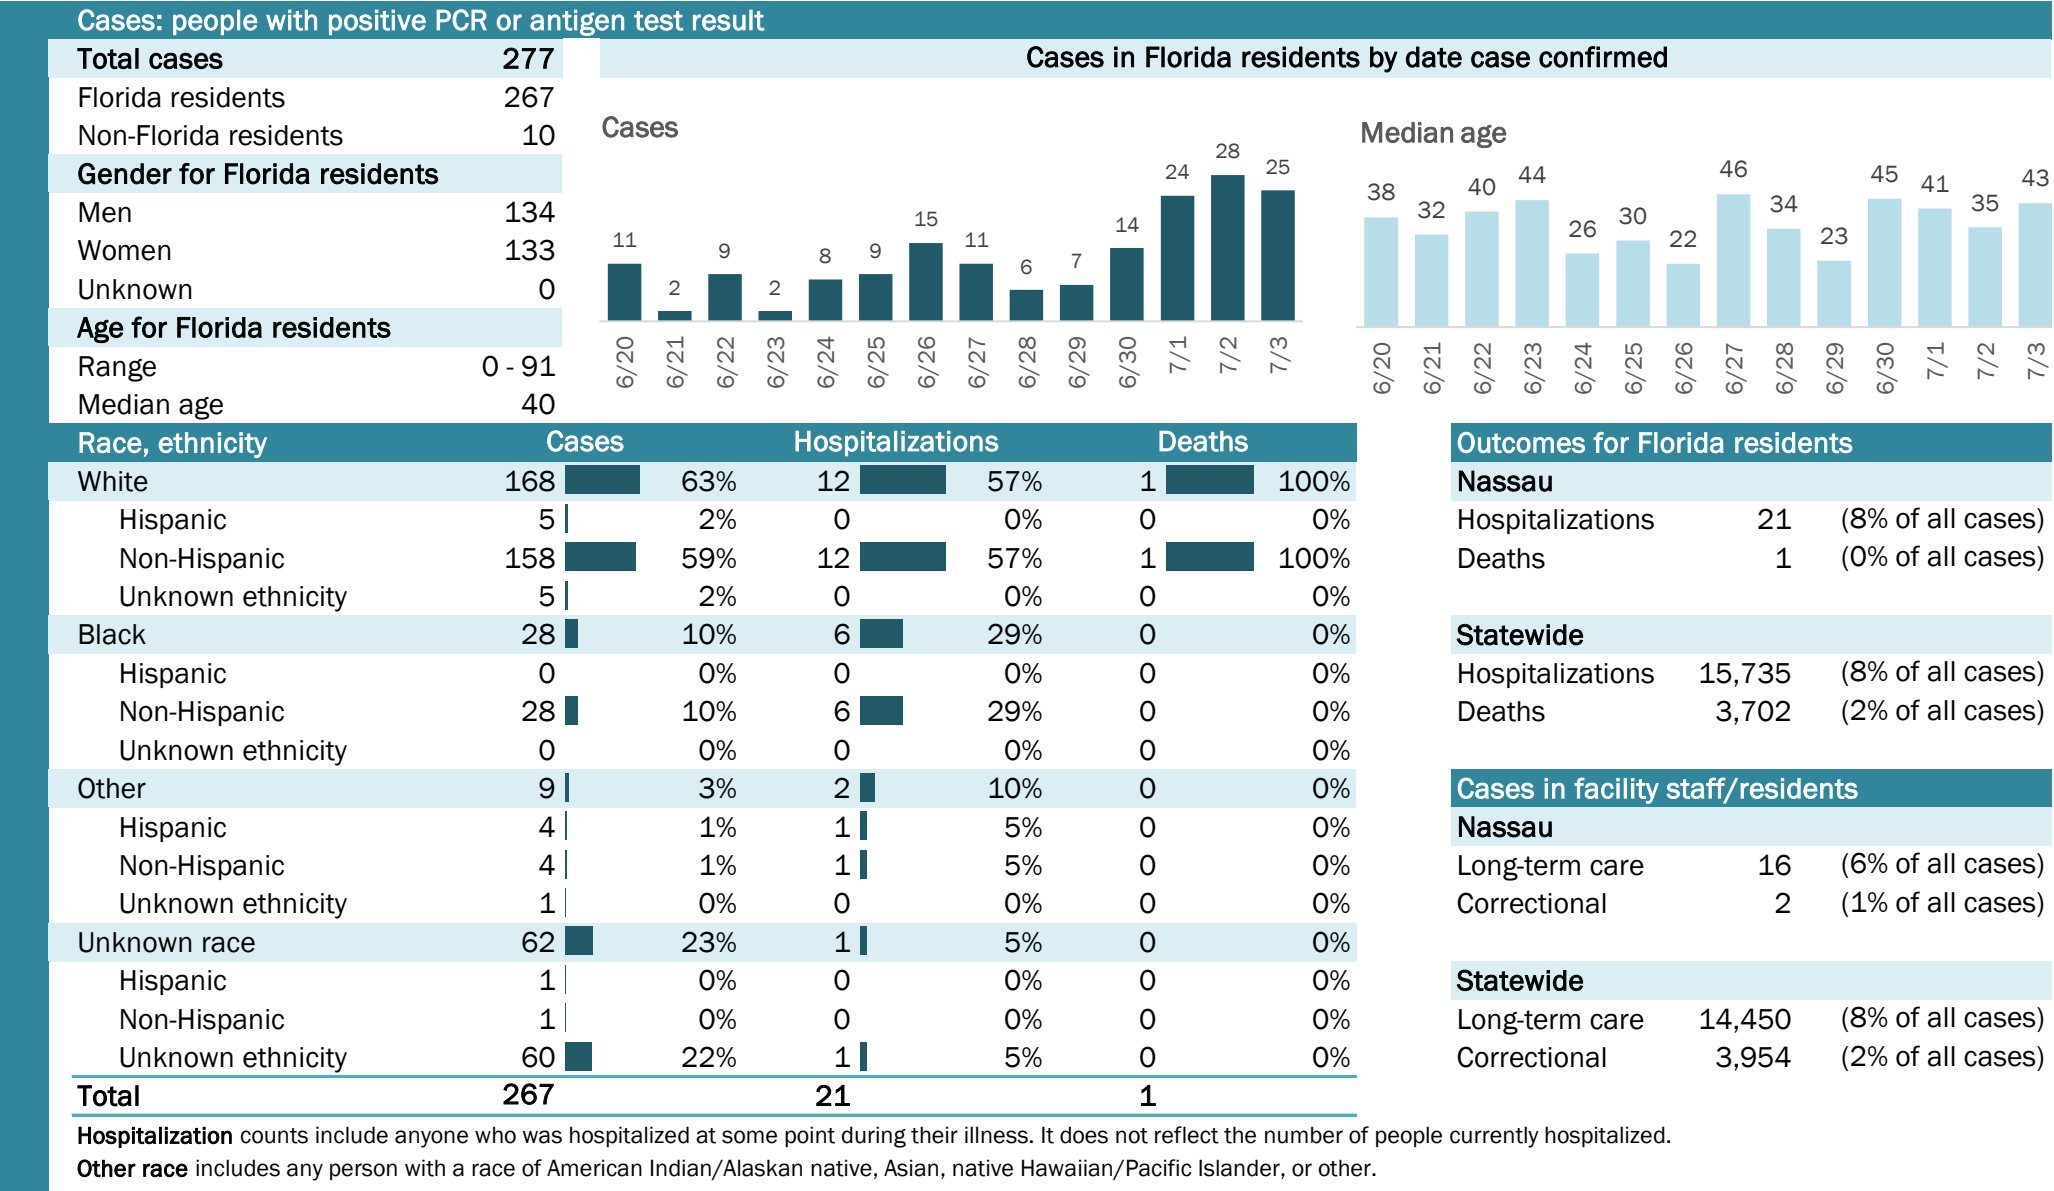 Cases: people with positive PCR or antigen test result
Total cases 277
Florida residents 267
Non-Florida residents 10
Gender for Florida residents
Men 134
Women 133
Unknown 0
Age for Florida residents
Range 0 - 91
Median age 40
Cases in Florida residents by date case confirmed
Cases
11 2 9 2 8 9 15 11 6 7 14 24 28 25
6/20 6/21 6/22 6/23 6/24 6/25 6/26 6/27 6/28 6/29 6/30 7/1 7/2 7/3
Median age
38 32 40 44 26 30 22 46 34 23 45 41 35 43
6/20 6/21 6/22 6/23 6/24 6/25 6/26 6/27 6/28 6/29 6/30 7/1 7/2 7/3
Race, ethnicity Cases Hospitalizations Deaths
White 168 63% 12 57% 1 100%
Hispanic 5 2% 0 0% 0 0%
Non-Hispanic 158 59% 12 57% 1 100%
Unknown ethnicity 5 2% 0 0% 0 0%
Black 28 10% 6 29% 0 0%
Hispanic 0 0% 0 0% 0 0%
Non-Hispanic 28 10% 6 29% 0 0%
Unknown ethnicity 0 0% 0 0% 0 0%
Other 9 3% 2 10% 0 0%
Hispanic 4 1% 1 5% 0 0%
Non-Hispanic 4 1% 1 5% 0 0%
Unknown ethnicity 1 0% 0 0% 0 0%
Unknown race 62 23% 1 5% 0 0%
Hispanic 1 0% 0 0% 0 0%
Non-Hispanic 1 0% 0 0% 0 0%
Unknown ethnicity 60 22% 1 5% 0 0%
Total 267 21 1
Outcomes for Florida residents
Nassau
Hospitalizations 21 (8% of all cases)
Deaths 1 (0% of all cases)
Statewide
Hospitalizations 15,735 (8% of all cases)
Deaths 3,702 (2% of all cases)
Cases in facility staff/residents
Nassau
Long-term care 16 (6% of all cases)
Correctional 2 (1% of all cases)
Statewide
Long-term care 14,450 (8% of all cases)
Correctional 3,954 (2% of all cases)
Hospitalization counts include anyone who was hospitalized at some point during their illness. It does not reflect the number of people currently hospitalized.
Other race includes any person with a race of American Indian/Alaskan native, Asian, native Hawaiian/Pacific Islander, or other.